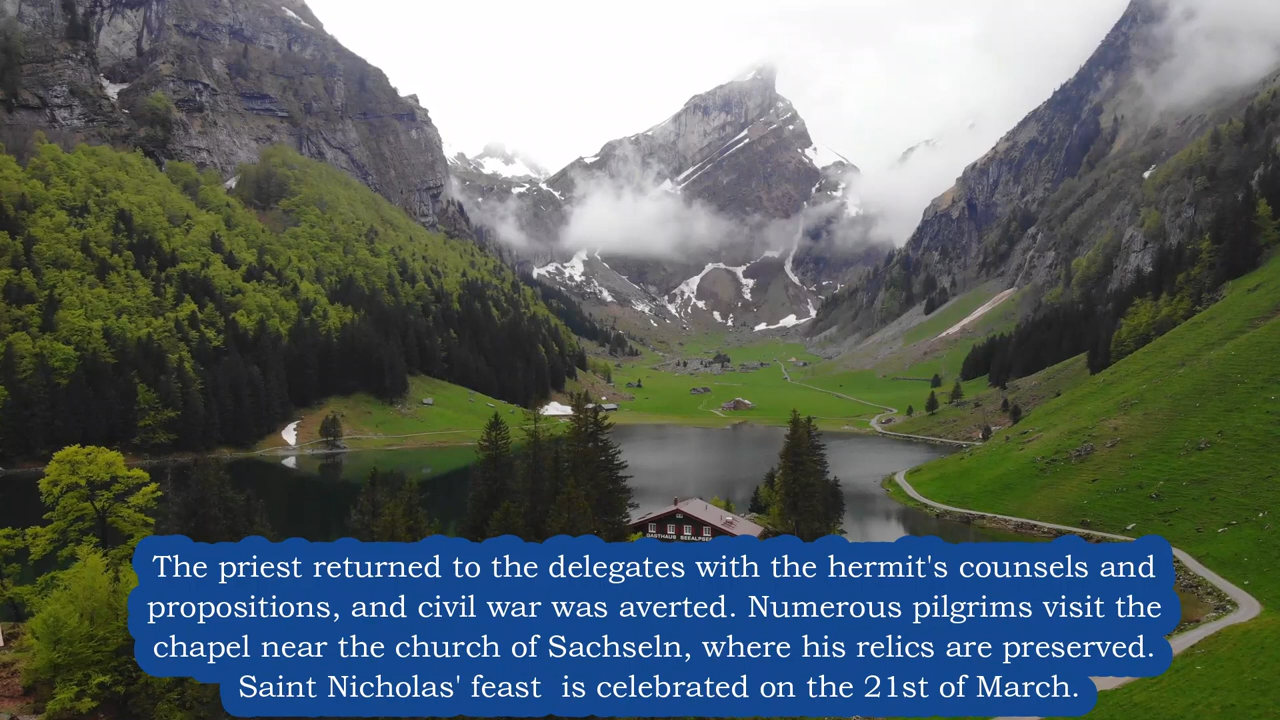 GASTHAUS SEEALPSEE
The priest returned to the delegates with the hermit's counsels and
propositions, and civil war was averted. Numerous pilgrims visit the
chapel near the church of Sachseln, where his relics are preserved.
Saint Nicholas' feast  is celebrated on the 21st of March.